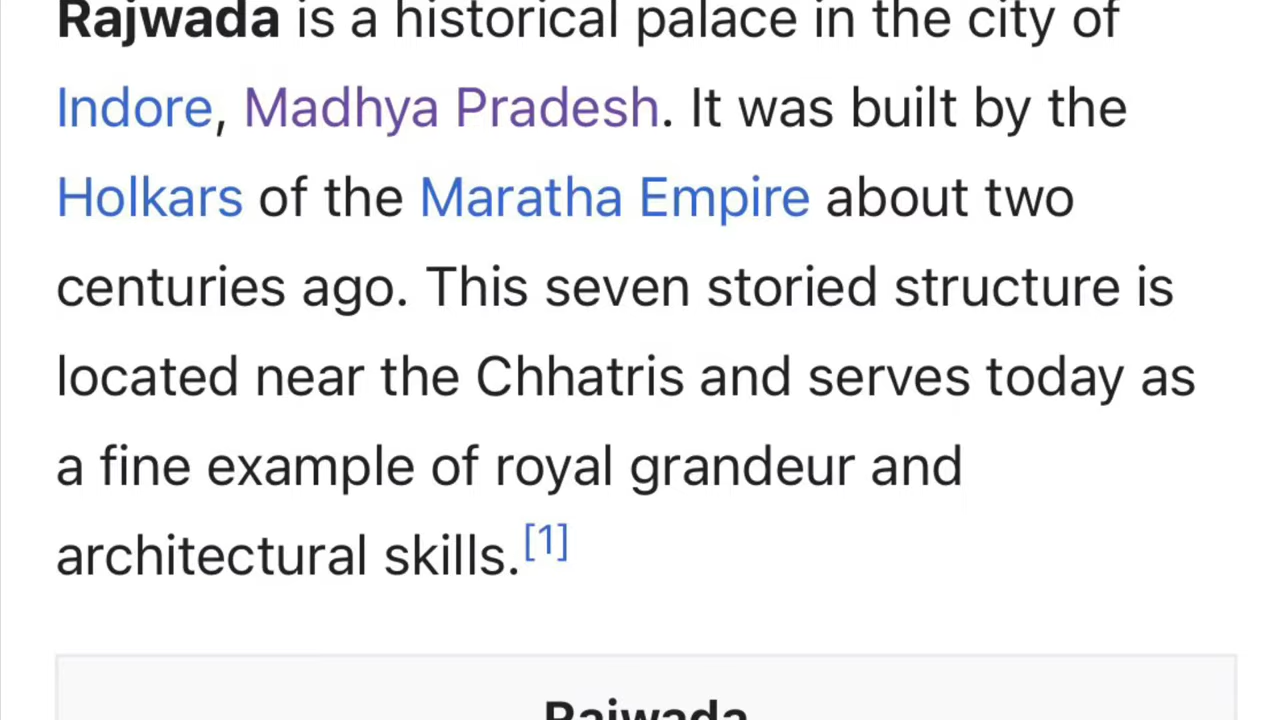 Rajwada is a historical palace in the city of
Indore, Madhya Pradesh. It was built by the
Holkars of the Maratha Empire about two
centuries ago. This seven storied structure is
located near the Chhatris and serves today as
a fine example of royal grandeur and
architectural skills.[1]
Rajwada